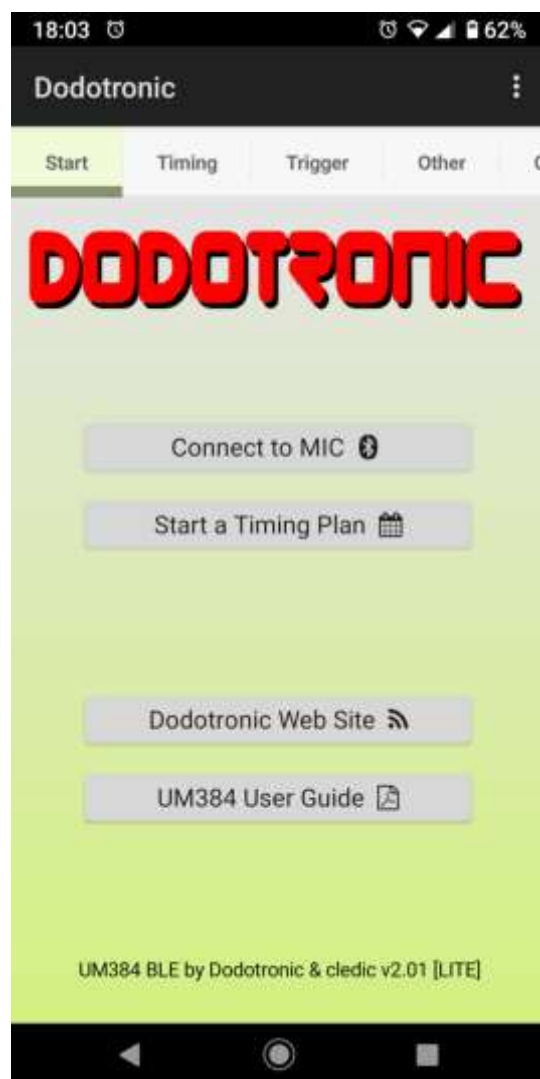 18:03 62%
Dodotronic
Start Timing Trigger Other
DODOTRONIC
Connect to MIC
Start a Timing Plan
Dodotronic Web Site
UM384 User Guide
UM384 BLE by Dodotronic & cledic v2.01 [LITE]